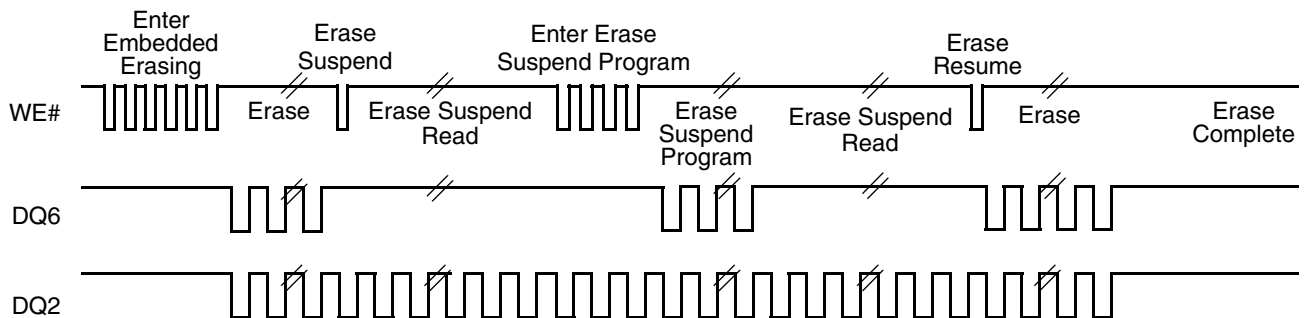 Enter
Embedded
Erasing
Erase
Suspend
Enter Erase
Suspend Program
Erase
Resume
WE#
Erase
Erase Suspend
Read
Erase
Suspend
Program
Erase Suspend
Read
Erase
Erase
Complete
DQ6
DQ2